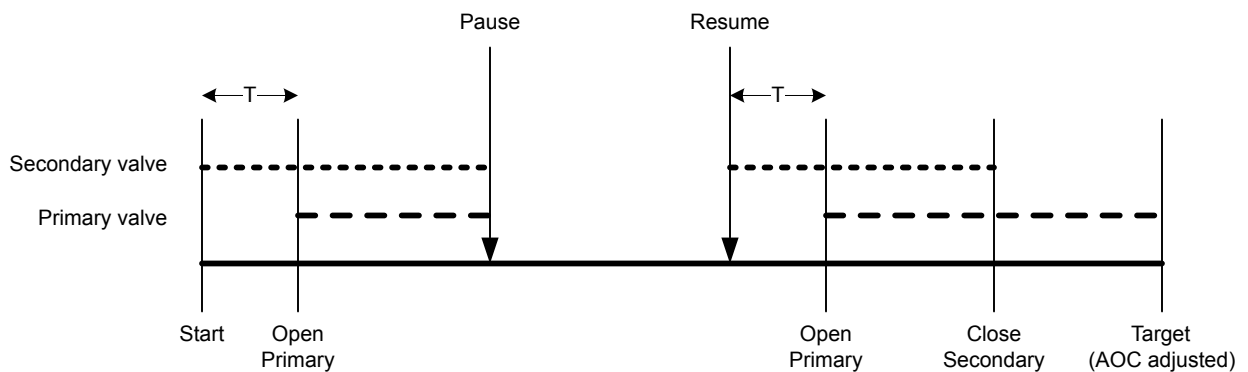 Pause
Resume
T
T
Secondary valve
Primary valve
Start
Open
Primary
Open
Primary
Close
Secondary
Target
(AOC adjusted)